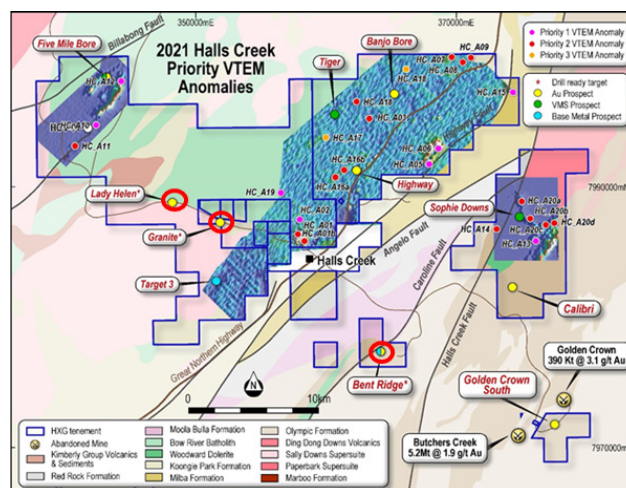 350000mE
370000mE
Billabong Fault
Five Mile Bore
2021 Halls Creek
Priority VTEM
Anomalies
Tiger
Banjo Bore
HC_A07
HC_A09
HC_A08
HC_A18
HC_A18
HC_A03
HC_A17
HC_A15
HC_A11
HC_A06
HC_A05
HC_A16b
HC_A16a
Highway
Lady Helen*
HC_A19
Granite*
HC_A02
HC_A01
HC_A01b
Halls Creek
Angelo Fault
Caroline Fault
Halls Creek Fault
Sophie Downs
HC_A20a
HC_A20b
HC_A20c
HC_A20d
HC_A14
HC_A13
7990000mN
Target 3
Great Northern Highway
Calibri
N
10km
Bent Ridge*
Golden Crown
390 Kt @ 3.1 g/t Au
Golden Crown
South
Butchers Creek
5.2Mt @ 1.9 g/t Au
7970000mN
Priority 1 VTEM Anomaly
Priority 2 VTEM Anomaly
Priority 3 VTEM Anomaly
Drill ready target
Au Prospect
VMS Prospect
Base Metal Prospect
HXG tenement
Abandoned Mine
Kimberly Group Volcanics
& Sediments
Red Rock Formation
Moola Bulla Formation
Bow River Batholith
Woodward Dolerite
Koongie Park Formation
Milba Formation
Olympic Formation
Ding Dong Downs Volcanics
Sally Downs Supersuite
Paperbark Supersuite
Marboo Formation